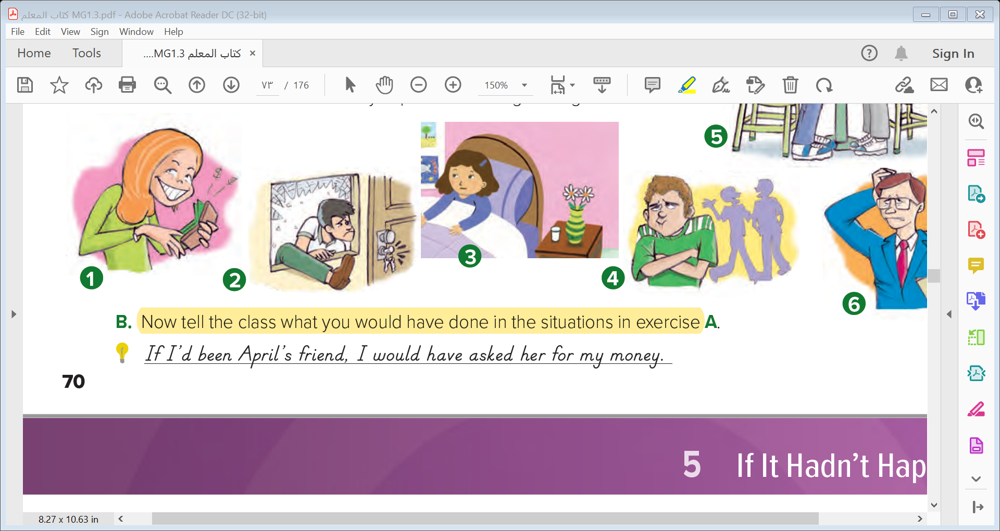 كتاب المعلم MG1.3.pdf - Adobe Acrobat Reader DC (32-bit)
File Edit View Sign Window Help
Home Tools كتاب المعلم MG1.3.... × ? Sign In
٧٣ / 176 150%
$
1
2
3
4
5
6
B. Now tell the class what you would have done in the situations in exercise A.
If I'd been April's friend, I would have asked her for my money.
70
5 If It Hadn't Hap
8.27 x 10.63 in